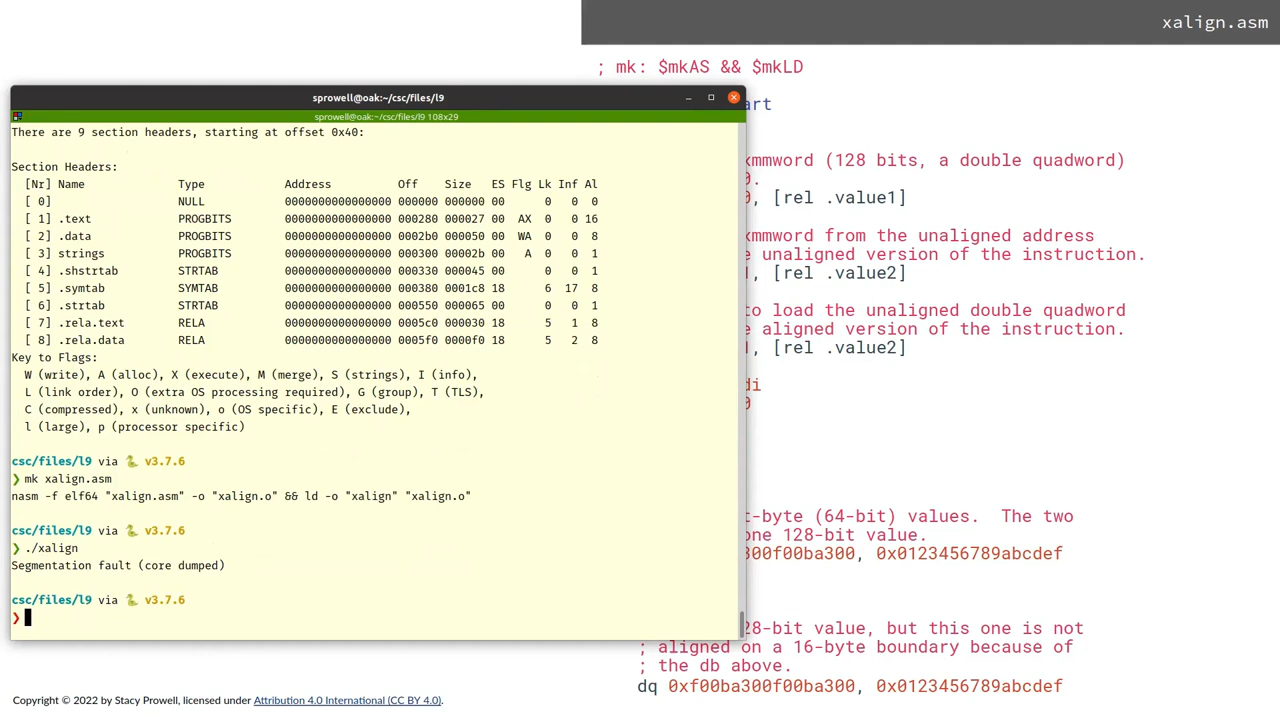 xalign.asm
; mk: $mkAS && $mkLD
art
xmmword (128 bits, a double quadword)
0.
0, [rel .value1]
xmmword from the unaligned address
e unaligned version of the instruction.
1, [rel .value2]
to load the unaligned double quadword
e aligned version of the instruction.
1, [rel .value2]
di
0
t-byte (64-bit) values.  The two
one 128-bit value.
300f00ba300, 0x0123456789abcdef
28-bit value, but this one is not
; aligned on a 16-byte boundary because of
; the db above.
dq 0xf00ba300f00ba300, 0x0123456789abcdef
sprowell@oak:~/csc/files/l9
sprowell@oak:~/csc/files/l9 108x29
There are 9 section headers, starting at offset 0x40:
Section Headers:
[Nr] Name Type Address Off Size ES Flg Lk Inf Al
[ 0] NULL 0000000000000000 000000 000000 00 0 0 0
[ 1] .text PROGBITS 0000000000000000 000280 000027 00 AX 0 0 16
[ 2] .data PROGBITS 0000000000000000 0002b0 000050 00 WA 0 0 8
[ 3] strings PROGBITS 0000000000000000 000300 00002b 00 A 0 0 1
[ 4] .shstrtab STRTAB 0000000000000000 000330 000045 00 0 0 1
[ 5] .symtab SYMTAB 0000000000000000 000380 0001c8 18 6 17 8
[ 6] .strtab STRTAB 0000000000000000 000550 000065 00 0 0 1
[ 7] .rela.text RELA 0000000000000000 0005c0 000030 18 5 1 8
[ 8] .rela.data RELA 0000000000000000 0005f0 0000f0 18 5 2 8
Key to Flags:
W (write), A (alloc), X (execute), M (merge), S (strings), I (info),
L (link order), O (extra OS processing required), G (group), T (TLS),
C (compressed), x (unknown), o (OS specific), E (exclude),
l (large), p (processor specific)
csc/files/l9 via 🐍 v3.7.6
❯ mk xalign.asm
nasm -f elf64 "xalign.asm" -o "xalign.o" && ld -o "xalign" "xalign.o"
csc/files/l9 via 🐍 v3.7.6
❯ ./xalign
Segmentation fault (core dumped)
csc/files/l9 via 🐍 v3.7.6
❯
Copyright © 2022 by Stacy Prowell, licensed under Attribution 4.0 International (CC BY 4.0).